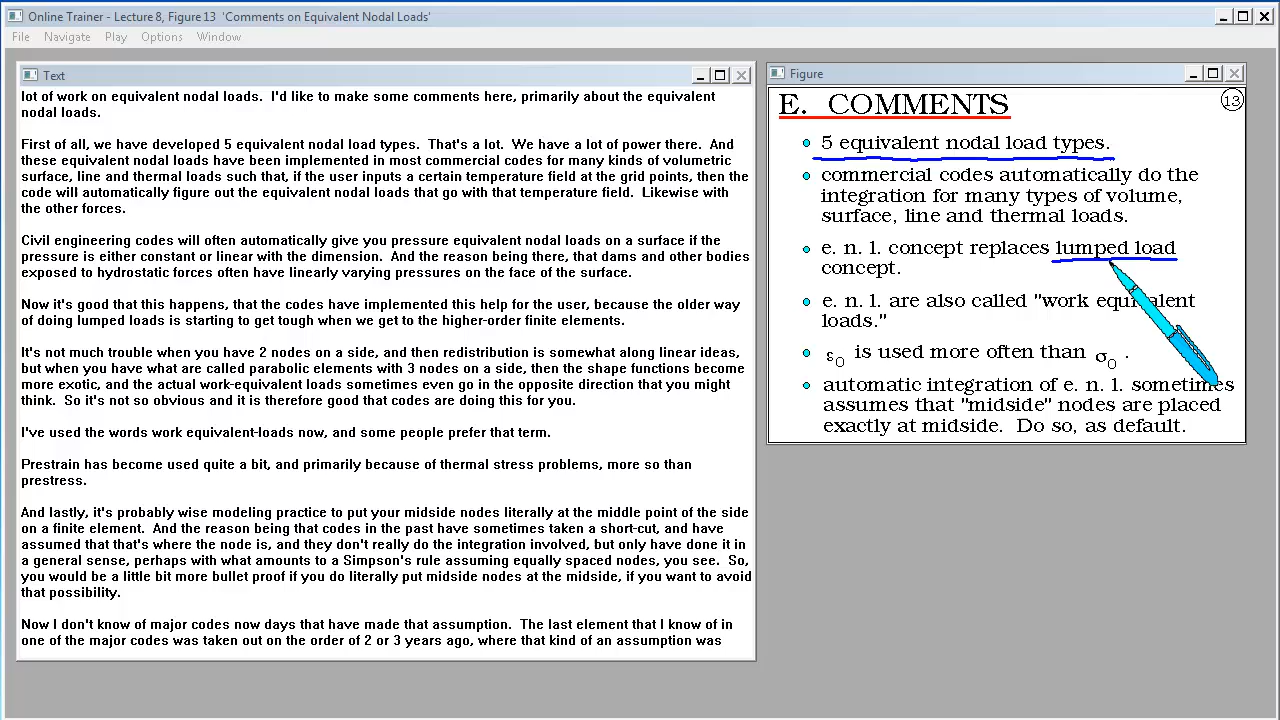 Online Trainer - Lecture 8, Figure 13 'Comments on Equivalent Nodal Loads'
File Navigate Play Options Window
Text
lot of work on equivalent nodal loads. I'd like to make some comments here, primarily about the equivalent
nodal loads.
First of all, we have developed 5 equivalent nodal load types. That's a lot. We have a lot of power there. And
these equivalent nodal loads have been implemented in most commercial codes for many kinds of volumetric
surface, line and thermal loads such that, if the user inputs a certain temperature field at the grid points, then the
code will automatically figure out the equivalent nodal loads that go with that temperature field. Likewise with
the other forces.
Civil engineering codes will often automatically give you pressure equivalent nodal loads on a surface if the
pressure is either constant or linear with the dimension. And the reason being there, that dams and other bodies
exposed to hydrostatic forces often have linearly varying pressures on the face of the surface.
Now it's good that this happens, that the codes have implemented this help for the user, because the older way
of doing lumped loads is starting to get tough when we get to the higher-order finite elements.
It's not much trouble when you have 2 nodes on a side, and then redistribution is somewhat along linear ideas,
but when you have what are called parabolic elements with 3 nodes on a side, then the shape functions become
more exotic, and the actual work-equivalent loads sometimes even go in the opposite direction that you might
think. So it's not so obvious and it is therefore good that codes are doing this for you.
I've used the words work equivalent-loads now, and some people prefer that term.
Prestrain has become used quite a bit, and primarily because of thermal stress problems, more so than
prestress.
And lastly, it's probably wise modeling practice to put your midside nodes literally at the middle point of the side
on a finite element. And the reason being that codes in the past have sometimes taken a short-cut, and have
assumed that that's where the node is, and they don't really do the integration involved, but only have done it in
a general sense, perhaps with what amounts to a Simpson's rule assuming equally spaced nodes, you see. So,
you would be a little bit more bullet proof if you do literally put midside nodes at the midside, if you want to avoid
that possibility.
Now I don't know of major codes now days that have made that assumption. The last element that I know of in
one of the major codes was taken out on the order of 2 or 3 years ago, where that kind of an assumption was
Figure
E. COMMENTS
13
5 equivalent nodal load types.
commercial codes automatically do the
integration for many types of volume,
surface, line and thermal loads.
e. n. l. concept replaces lumped load
concept.
e. n. l. are also called "work equivalent
loads."
ε0 is used more often than σ0 .
automatic integration of e. n. l. sometimes
assumes that "midside" nodes are placed
exactly at midside. Do so, as default.